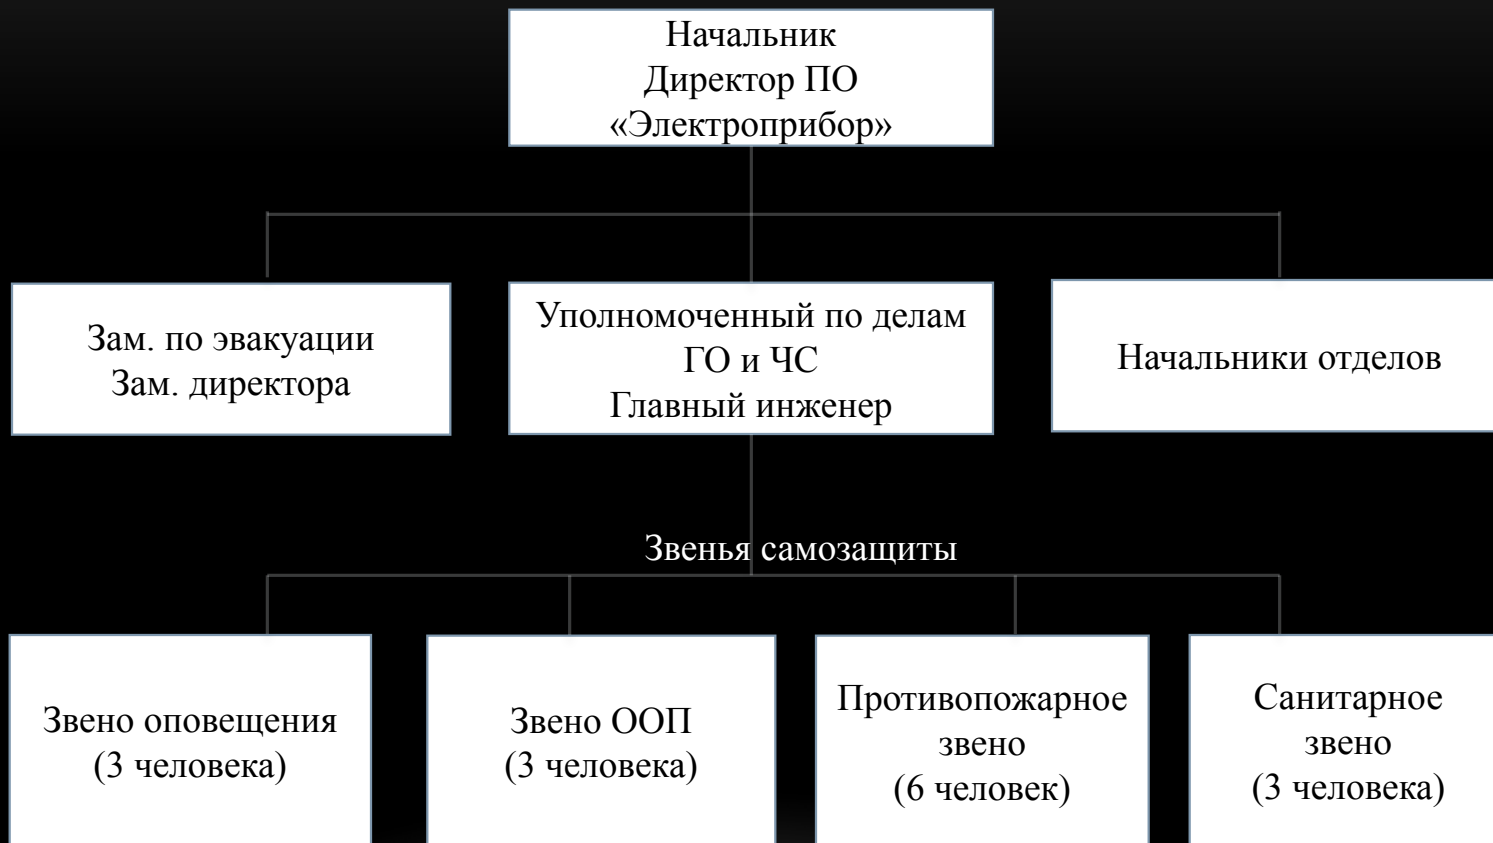 Начальник
Директор ПО
«Электроприбор»
Зам. по эвакуации
Зам. директора
Уполномоченный по делам
ГО и ЧС
Главный инженер
Начальники отделов
Звенья самозащиты
Звено оповещения
(3 человека)
Звено ООП
(3 человека)
Противопожарное
звено
(6 человек)
Санитарное
звено
(3 человека)